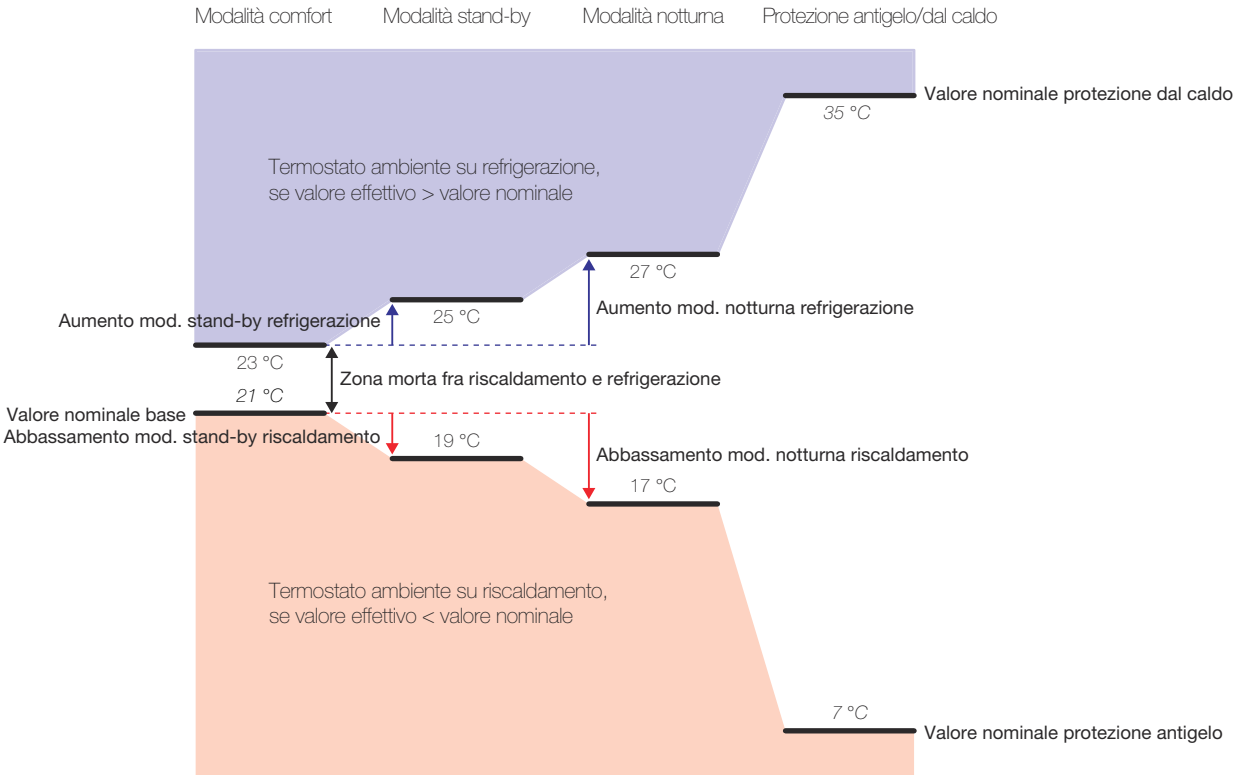 Modalità comfort
Modalità stand-by
Modalità notturna
Protezione antigelo/dal caldo
Valore nominale protezione dal caldo
35 °C
Termostato ambiente su refrigerazione,
se valore effettivo > valore nominale
27 °C
Aumento mod. notturna refrigerazione
25 °C
Aumento mod. stand-by refrigerazione
23 °C
Zona morta fra riscaldamento e refrigerazione
21 °C
Valore nominale base
Abbassamento mod. stand-by riscaldamento
19 °C
Abbassamento mod. notturna riscaldamento
17 °C
Termostato ambiente su riscaldamento,
se valore effettivo < valore nominale
7 °C
Valore nominale protezione antigelo